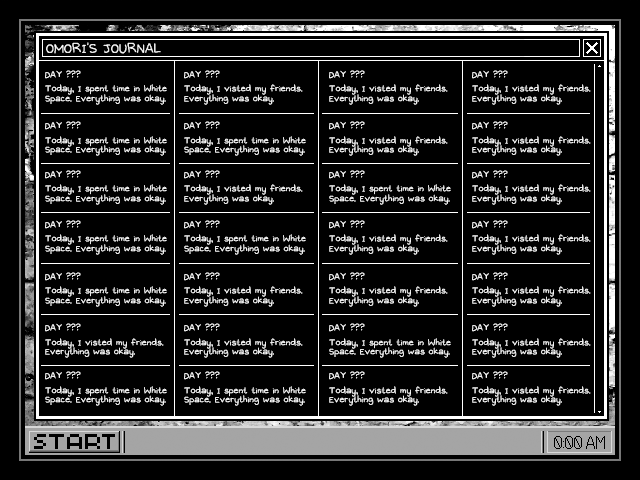 OMORI'S JOURNAL
DAY ???
Today, I spent time in White
Space. Everything was okay.
DAY ???
Today, I spent time in White
Space. Everything was okay.
DAY ???
Today, I spent time in White
Space. Everything was okay.
DAY ???
Today, I spent time in White
Space. Everything was okay.
DAY ???
Today, I spent time in White
Space. Everything was okay.
DAY ???
Today, I visted my friends.
Everything was okay.
DAY ???
Today, I spent time in White
Space. Everything was okay.
DAY ???
Today, I visted my friends.
Everything was okay.
DAY ???
Today, I spent time in White
Space. Everything was okay.
DAY ???
Today, I visted my friends.
Everything was okay.
DAY ???
Today, I spent time in White
Space. Everything was okay.
DAY ???
Today, I visted my friends.
Everything was okay.
DAY ???
Today, I visted my friends.
Everything was okay.
DAY ???
Today, I spent time in White
Space. Everything was okay.
DAY ???
Today, I visted my friends.
Everything was okay.
DAY ???
Today, I visted my friends.
Everything was okay.
DAY ???
Today, I spent time in White
Space. Everything was okay.
DAY ???
Today, I visted my friends.
Everything was okay.
DAY ???
Today, I visted my friends.
Everything was okay.
DAY ???
Today, I spent time in White
Space. Everything was okay.
DAY ???
Today, I visted my friends.
Everything was okay.
DAY ???
Today, I visted my friends.
Everything was okay.
DAY ???
Today, I visted my friends.
Everything was okay.
DAY ???
Today, I visted my friends.
Everything was okay.
DAY ???
Today, I visted my friends.
Everything was okay.
DAY ???
Today, I visted my friends.
Everything was okay.
DAY ???
Today, I visted my friends.
Everything was okay.
DAY ???
Today, I visted my friends.
Everything was okay.
START
0:00 AM